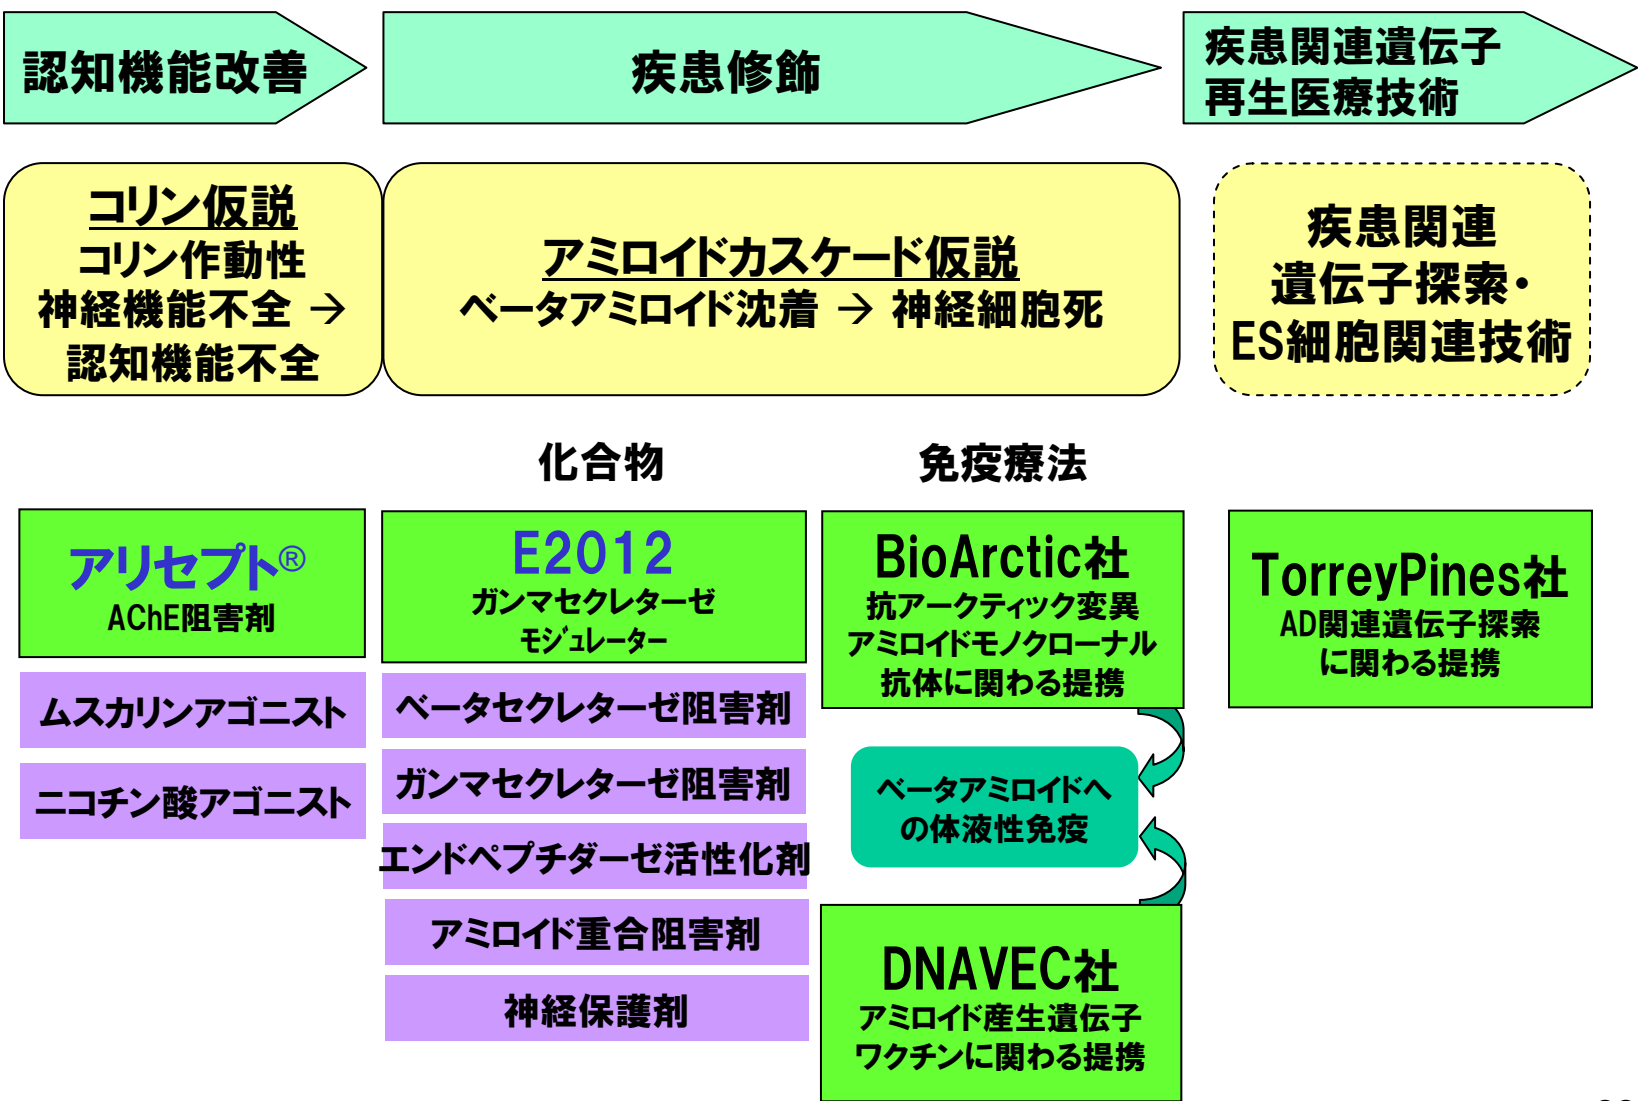 認知機能改善
疾患修飾
疾患関連遺伝子
再生医療技術
コリン仮説
コリン作動性
神経機能不全 →
認知機能不全
アミロイドカスケード仮説
ベータアミロイド沈着 → 神経細胞死
疾患関連
遺伝子探索・
ES細胞関連技術
化合物
免疫療法
アリセプト®
AChE阻害剤
ムスカリンアゴニスト
ニコチン酸アゴニスト
E2012
ガンマセクレターゼ
モジュレーター
ベータセクレターゼ阻害剤
ガンマセクレターゼ阻害剤
エンドペプチダーゼ活性化剤
アミロイド重合阻害剤
神経保護剤
BioArctic社
抗アークティック変異
アミロイドモノクローナル
抗体に関わる提携
ベータアミロイドへ
の体液性免疫
DNAVEC社
アミロイド産生遺伝子
ワクチンに関わる提携
TorreyPines社
AD関連遺伝子探索
に関わる提携